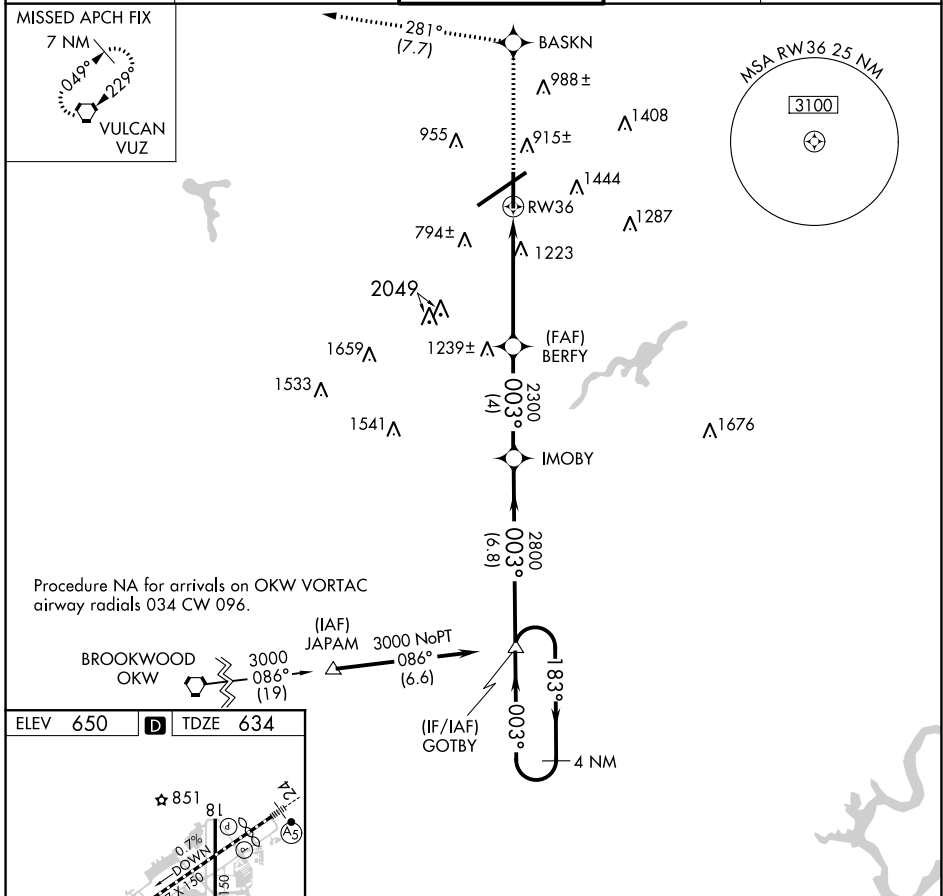 MISSED APCH FIX
7 NM
049°
229°
VULCAN
VUZ
281°
(7.7)
BASKN
988±
1408
955
915±
1444
RW36
1287
794±
1223
MSA RW36 25 NM
3100
2049
1659
1239±
(FAF)
BERFY
1533
1541
2300
003°
(4)
1676
IMOBY
2800
003°
(6.8)
Procedure NA for arrivals on OKW VORTAC
airway radials 034 CW 096.
(IAF)
JAPAM
3000 NoPT
086°
(6.6)
BROOKWOOD
OKW
3000
086°
(19)
(IF/IAF)
GOTBY
003°
183°
4 NM
ELEV 650
D
TDZE 634
851
18
24
P
P
A5
0.7%
DOWN
X 150